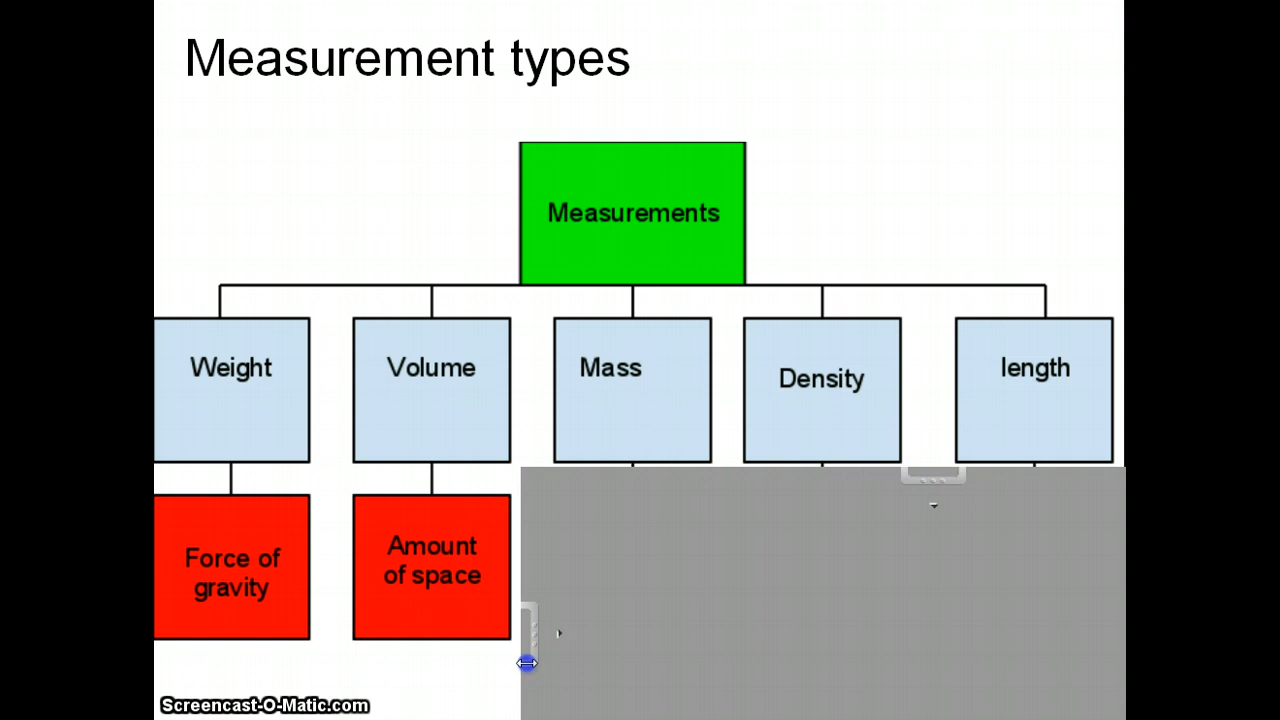 Measurement types
Measurements
Weight
Volume
Mass
Density
length
Force of
gravity
Amount
of space
Screencast-O-Matic.com